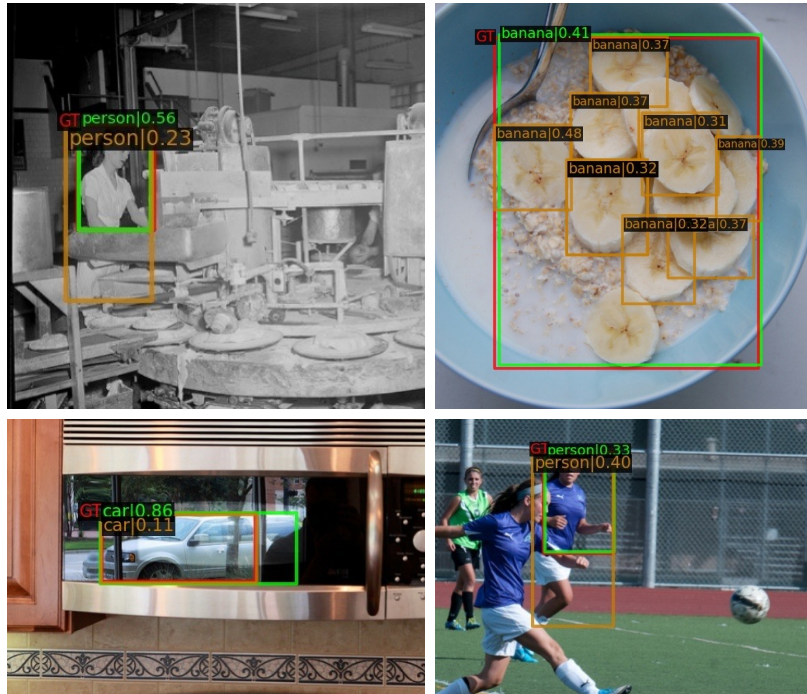 GT person|0.56
person|0.23
GT banana|0.41
banana|0.37
banana|0.37
banana|0.31
banana|0.48
banana|0.39
banana|0.32
banana|0.32
a|0.37
GT car|0.86
car|0.11
GT person|0.33
person|0.40